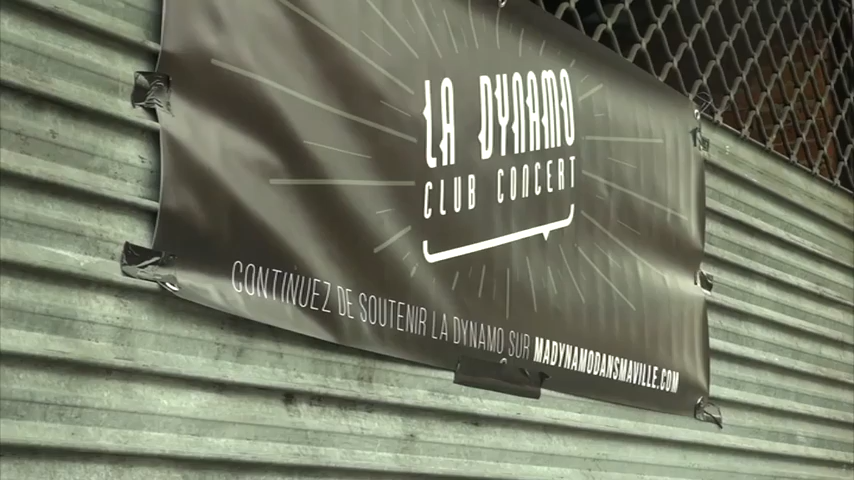 LA DYNAMO
CLUB CONCERT
CONTINUEZ DE SOUTENIR LA DYNAMO SUR MADYNAMODANSMAVILLE.COM